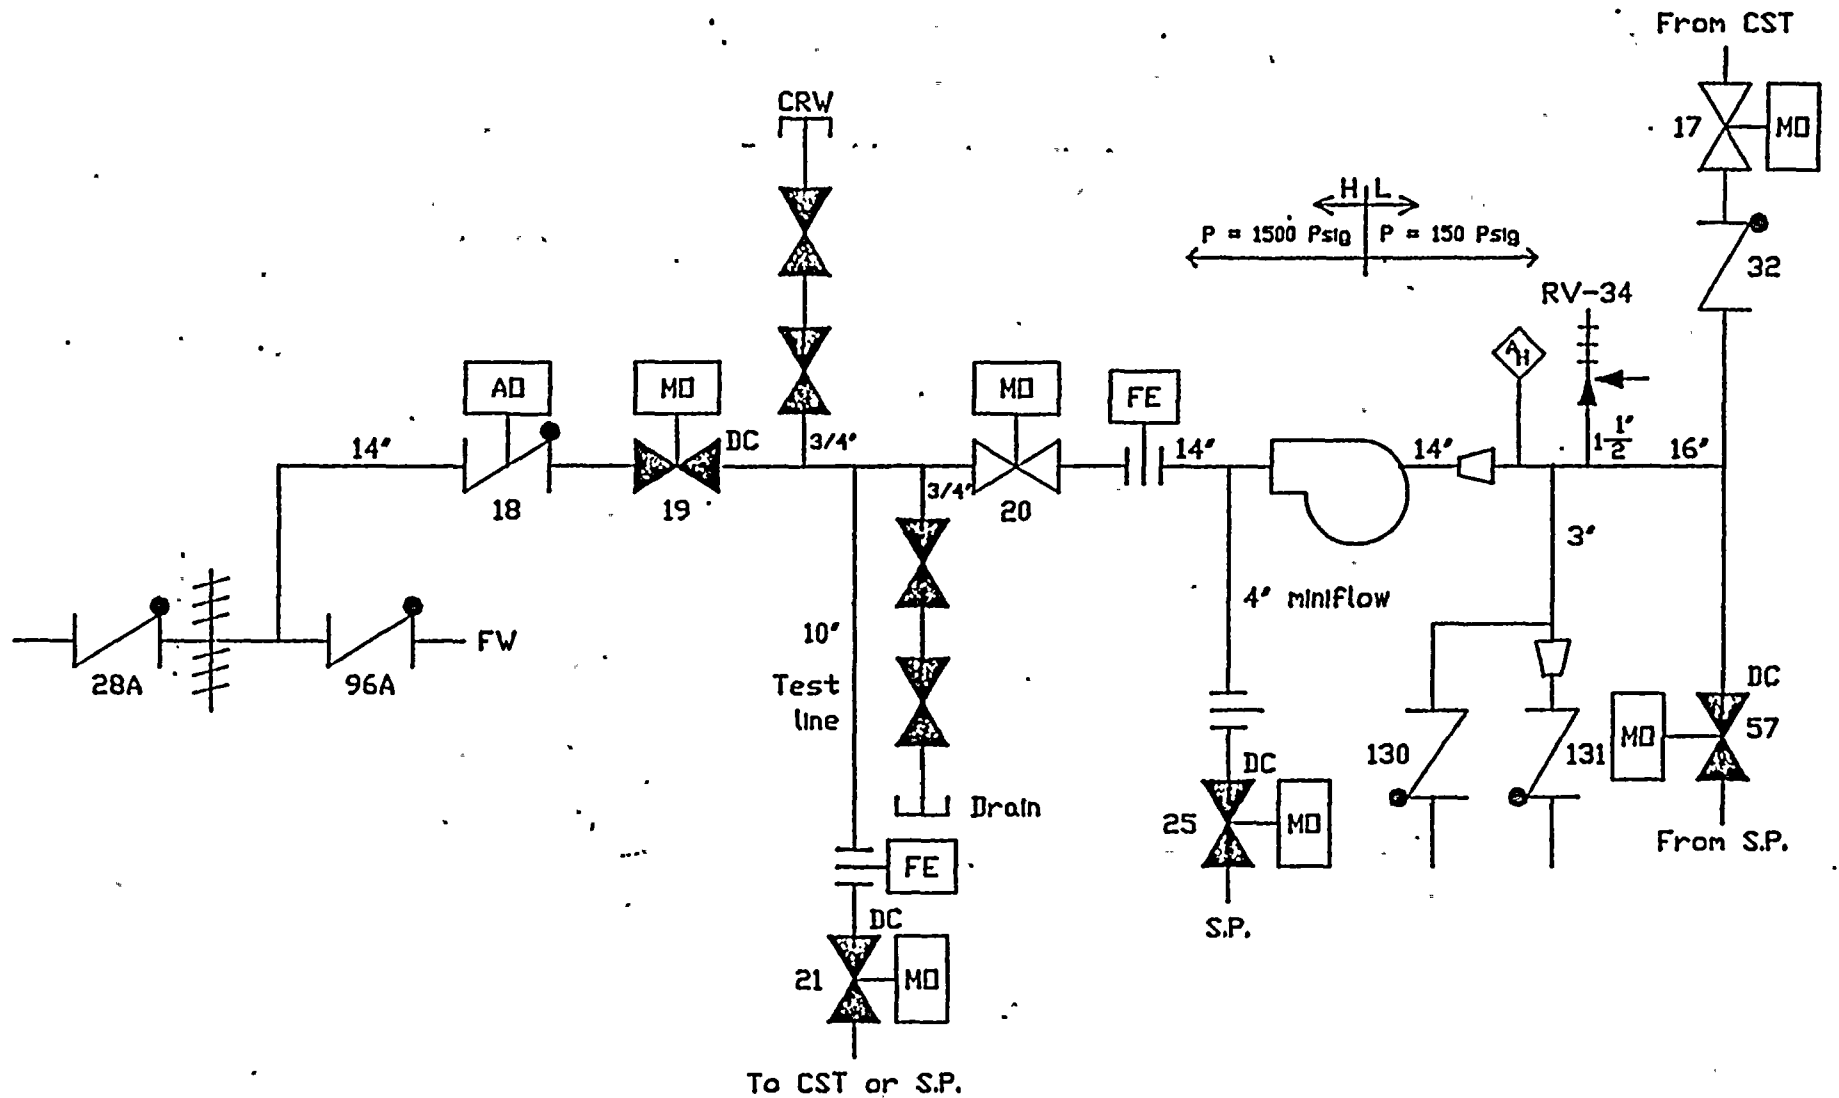 From CST
17
MO
CRW
H L
P = 1500 Psig
P = 150 Psig
32
RV-34
AO
MO
MO
FE
AH
14"
DC
3/4"
14"
14"
1 1/2"
16"
18
19
3/4"
20
3"
4" miniflow
10"
FW
28A
96A
Test
line
DC
57
MO
130
131
DC
25
MO
Drain
From S.P.
FE
DC
S.P.
21
MO
To CST or S.P.